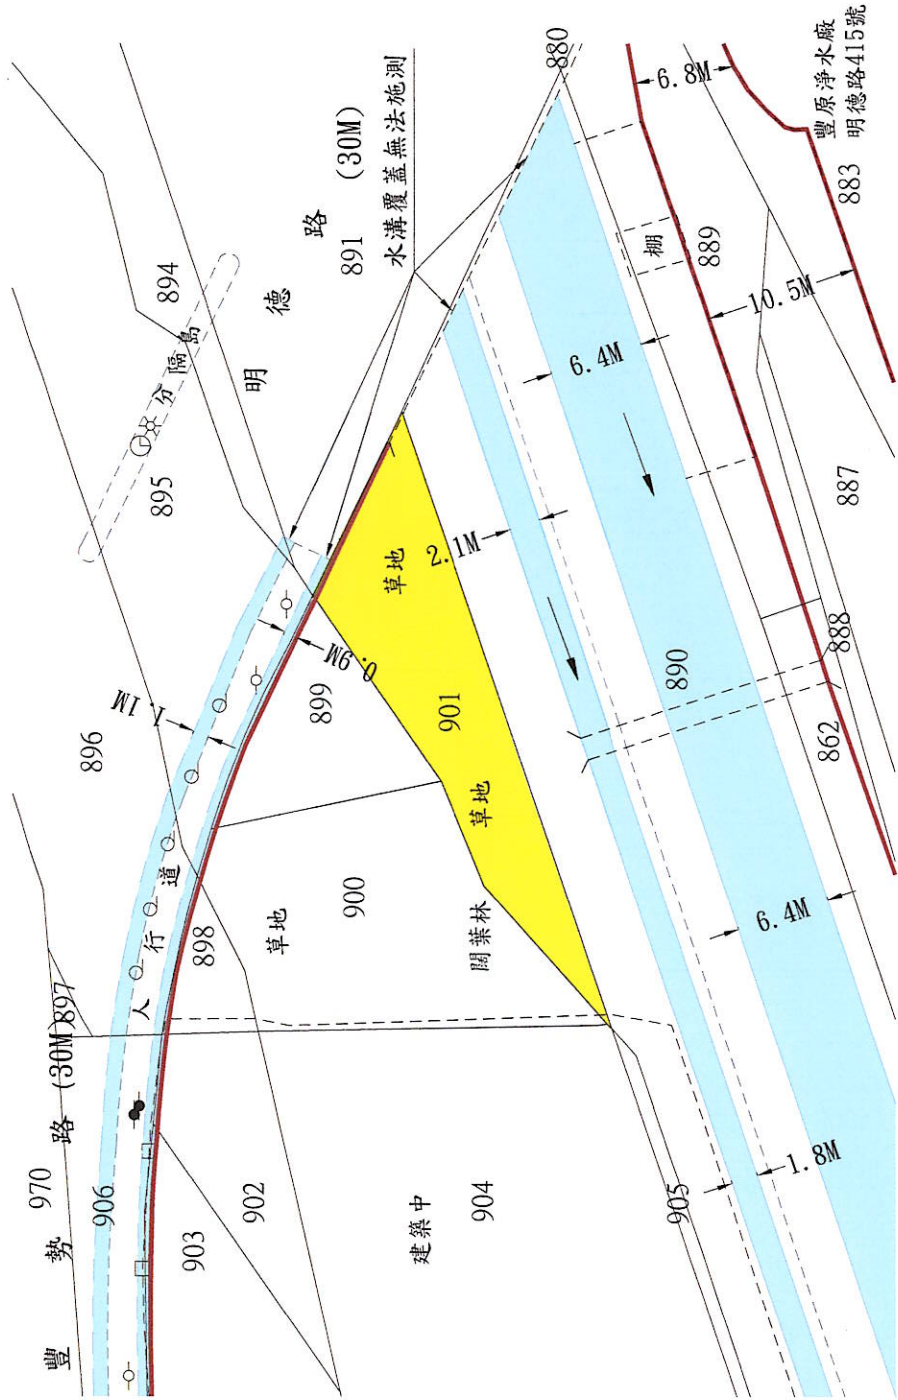 豐勢路(30M)
明德路(30M)
970
906
897
896
895
894
分隔島
891
水溝覆蓋無法施測
880
人行道
1.1M
0.9M
903
902
898
草地
900
899
草地
901
草地
闊葉林
建築中
904
905
1.8M
2.1M
6.4M
6.4M
890
862
888
887
889
棚
6.8M
10.5M
883
豐原淨水廠
明德路415號